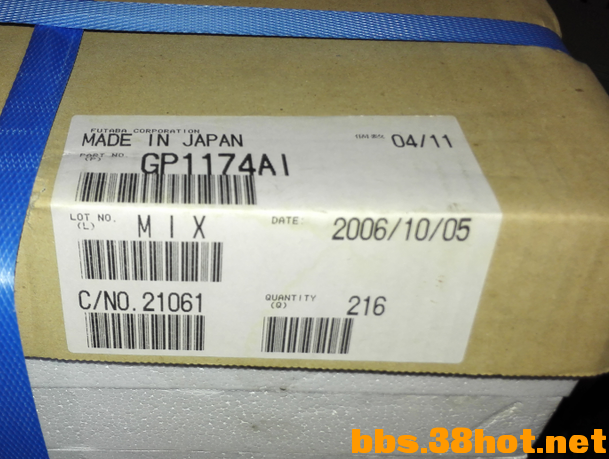 FUTABA CORPORATION
MADE IN JAPAN
04/11
PART NO.
(P)
GP1174AI
LOT NO.
(L)
MIX
DATE:
2006/10/05
C/NO. 21061
QUANTITY
(Q)
216
bbs.38hot.net